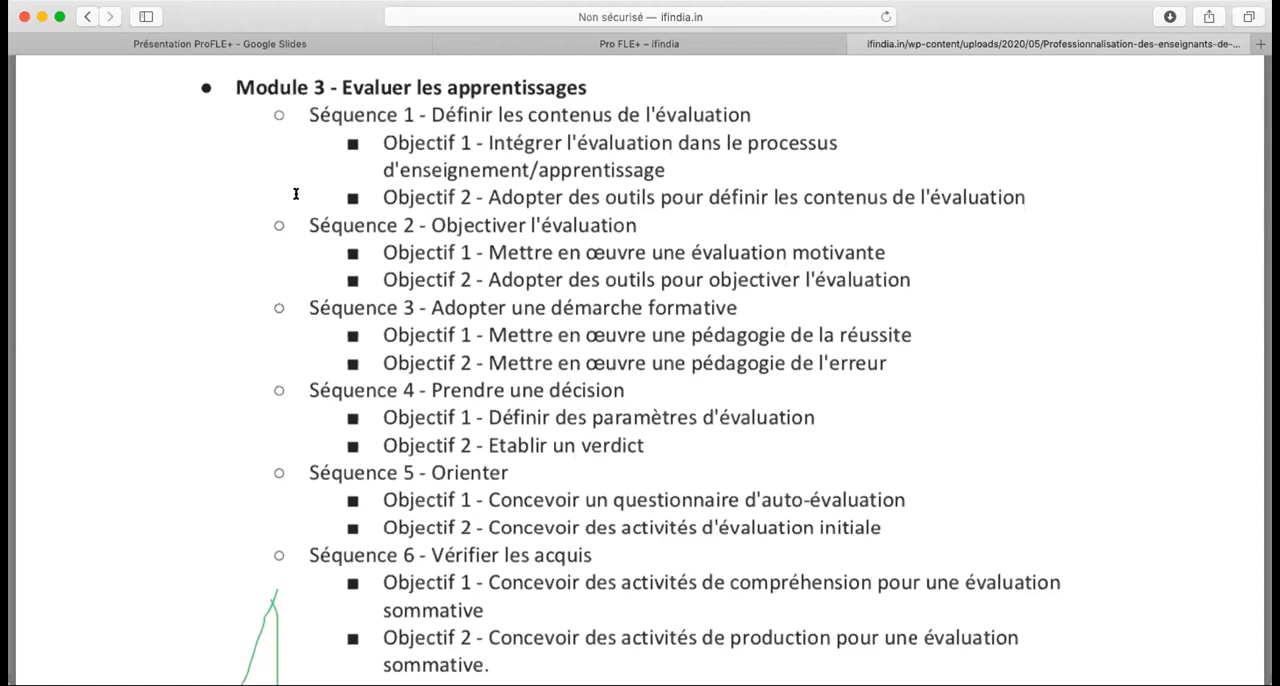 Non sécurisé — ifindia.in
Présentation ProFLE+ - Google Slides
Pro FLE+ – ifindia
ifindia.in/wp-content/uploads/2020/05/Professionnalisation-des-enseignants-de-...
● Module 3 - Evaluer les apprentissages
○ Séquence 1 - Définir les contenus de l'évaluation
■ Objectif 1 - Intégrer l'évaluation dans le processus
d'enseignement/apprentissage
■ Objectif 2 - Adopter des outils pour définir les contenus de l'évaluation
○ Séquence 2 - Objectiver l'évaluation
■ Objectif 1 - Mettre en œuvre une évaluation motivante
■ Objectif 2 - Adopter des outils pour objectiver l'évaluation
○ Séquence 3 - Adopter une démarche formative
■ Objectif 1 - Mettre en œuvre une pédagogie de la réussite
■ Objectif 2 - Mettre en œuvre une pédagogie de l'erreur
○ Séquence 4 - Prendre une décision
■ Objectif 1 - Définir des paramètres d'évaluation
■ Objectif 2 - Etablir un verdict
○ Séquence 5 - Orienter
■ Objectif 1 - Concevoir un questionnaire d'auto-évaluation
■ Objectif 2 - Concevoir des activités d'évaluation initiale
○ Séquence 6 - Vérifier les acquis
■ Objectif 1 - Concevoir des activités de compréhension pour une évaluation
sommative
■ Objectif 2 - Concevoir des activités de production pour une évaluation
sommative.